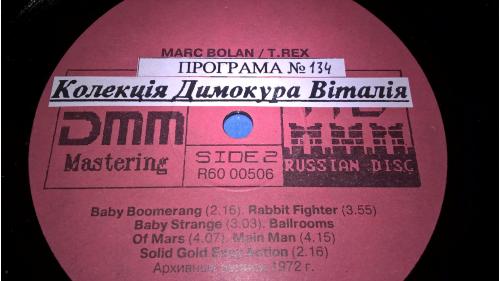 MARC BOLAN / T.REX
ПРОГРАМА № 134
Колекція Димокура Віталія
DMM
Mastering
SIDE 2
R60 00506
RUSSIAN DISC
Baby Boomerang (2.16). Rabbit Fighter (3.55)
Baby Strange (3.03). Ballrooms
Of Mars (4.07). Main Man (4.15)
Solid Gold Easy Action (2.16)
Архивные записи 1972 г.